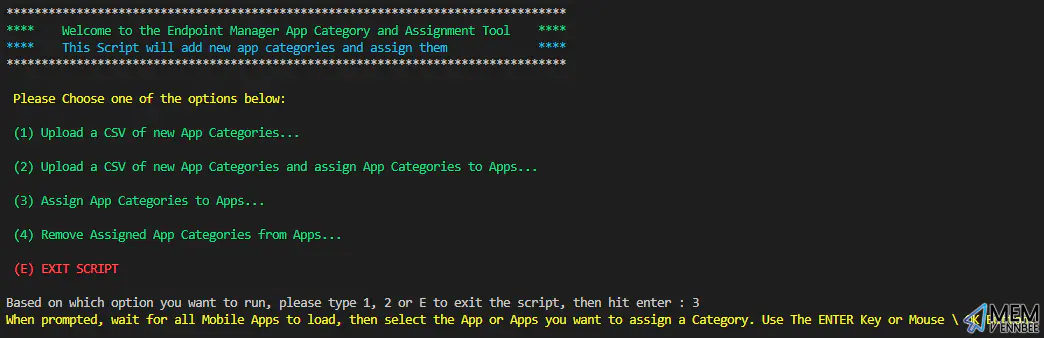 ********************************************************************************
**** Welcome to the Endpoint Manager App Category and Assignment Tool ****
**** This Script will add new app categories and assign them ****
********************************************************************************
Please Choose one of the options below:
(1) Upload a CSV of new App Categories...
(2) Upload a CSV of new App Categories and assign App Categories to Apps...
(3) Assign App Categories to Apps...
(4) Remove Assigned App Categories from Apps...
(E) EXIT SCRIPT
Based on which option you want to run, please type 1, 2 or E to exit the script, then hit enter : 3
When prompted, wait for all Mobile Apps to load, then select the App or Apps you want to assign a Category. Use The ENTER Key or Mouse \
MEM
VENNBEE